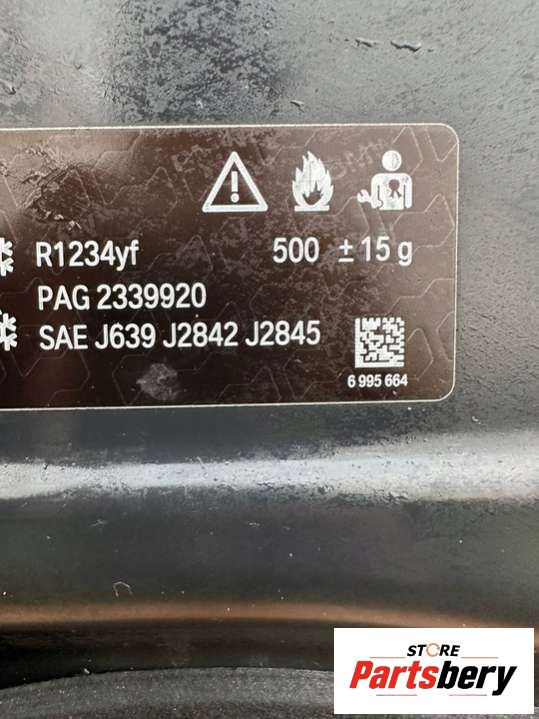 R1234yf 500 ± 15 g
PAG 2339920
SAE J639 J2842 J2845
6 995 664
STORE
Partsbery